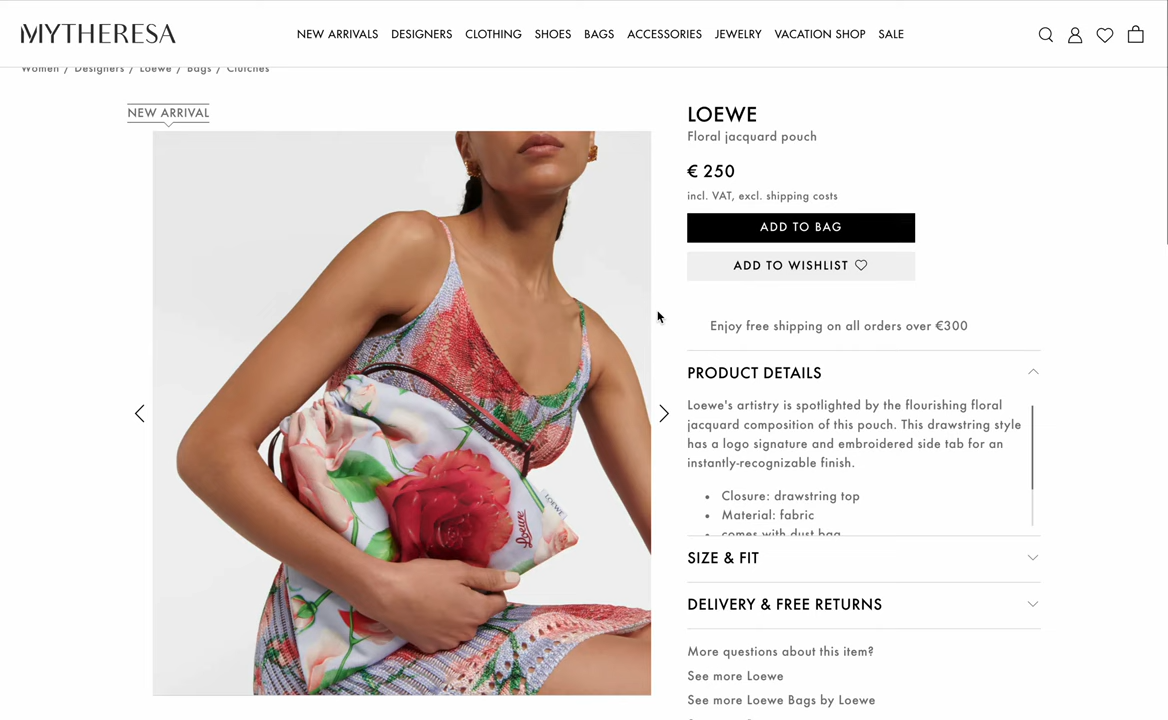 MYTHERESA
NEW ARRIVALS DESIGNERS CLOTHING SHOES BAGS ACCESSORIES JEWELRY VACATION SHOP SALE
Women / Designers / Loewe / Bags / Clutches
NEW ARRIVAL
LOEWE
Floral jacquard pouch
€ 250
incl. VAT, excl. shipping costs
ADD TO BAG
ADD TO WISHLIST
Enjoy free shipping on all orders over €300
PRODUCT DETAILS
Loewe's artistry is spotlighted by the flourishing floral
jacquard composition of this pouch. This drawstring style
has a logo signature and embroidered side tab for an
instantly-recognizable finish.
• Closure: drawstring top
• Material: fabric
• comes with dust bag
SIZE & FIT
DELIVERY & FREE RETURNS
More questions about this item?
See more Loewe
See more Loewe Bags by Loewe
LOEWE
Loewe